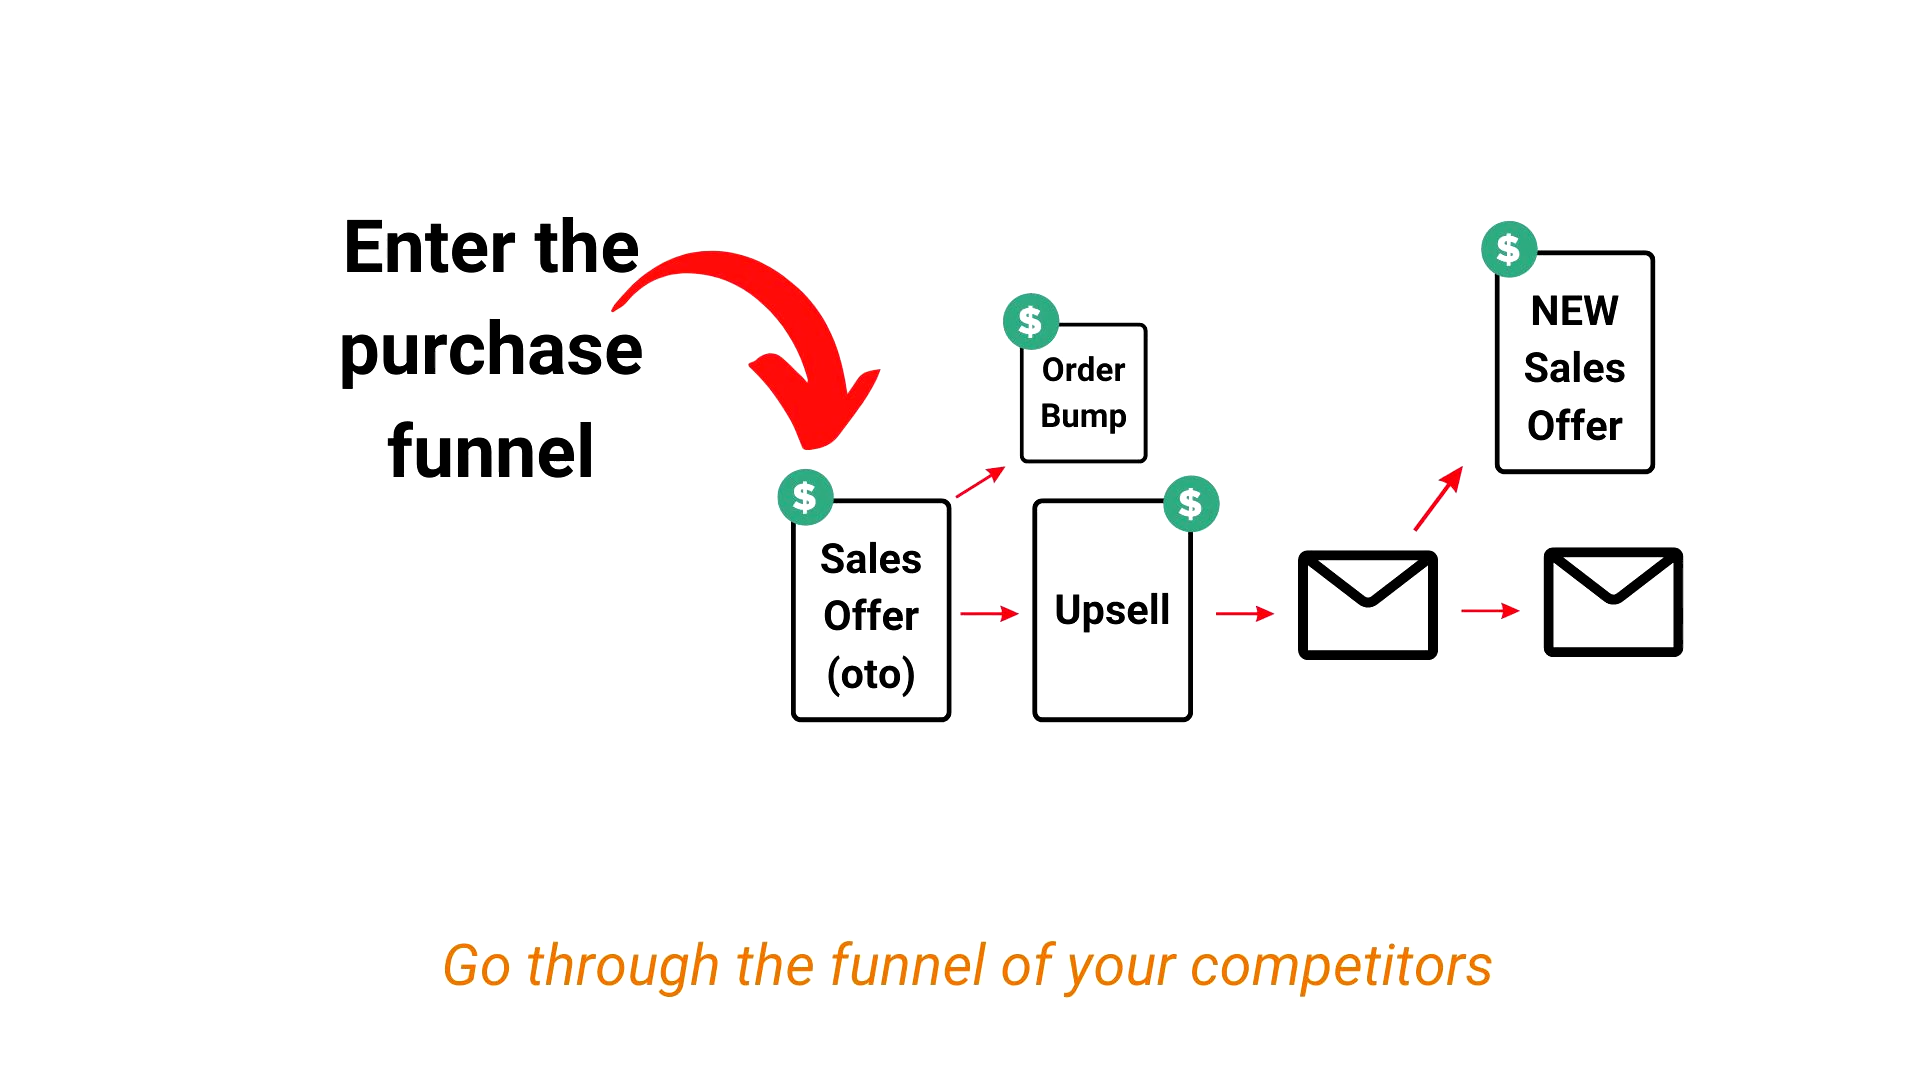 Enter the
purchase
funnel
$
Order
Bump
$
Sales
Offer
(oto)
$
Upsell
$
NEW
Sales
Offer
Go through the funnel of your competitors